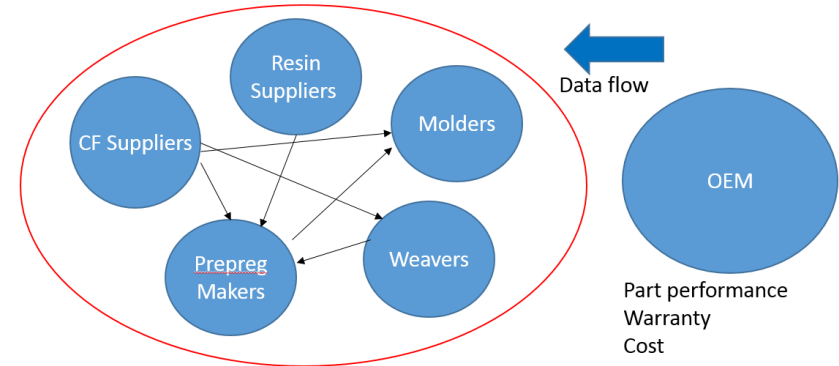 Resin
Suppliers
CF Suppliers
Molders
Prepreg
Makers
Weavers
Data flow
OEM
Part performance
Warranty
Cost